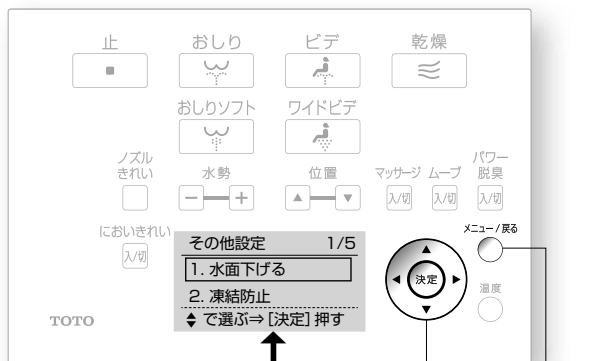 止
おしり
ビデ
乾燥
おしりソフト
ワイドビデ
ノズル
きれい
水勢
位置
マッサージ
ムーブ
パワー
脱臭
入/切
入/切
入/切
においきれい
入/切
メニュー/戻る
その他設定 1/5
1. 水面下げる
2. 凍結防止
で選ぶ⇒[決定]押す
決定
温度
TOTO